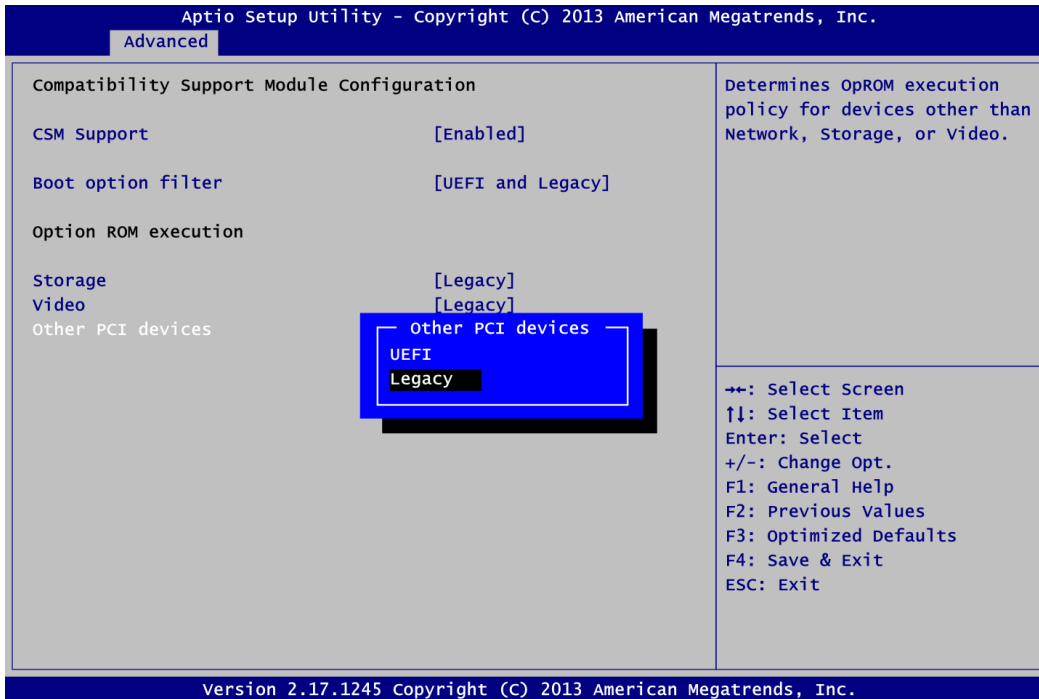 Aptio Setup Utility - Copyright (C) 2013 American Megatrends, Inc.
Advanced
Compatibility Support Module Configuration
CSM Support [Enabled]
Boot option filter [UEFI and Legacy]
Option ROM execution
Storage [Legacy]
Video [Legacy]
Other PCI devices
Other PCI devices
UEFI
Legacy
Determines OpROM execution
policy for devices other than
Network, Storage, or Video.
→←: Select Screen
↑↓: Select Item
Enter: Select
+/-: Change Opt.
F1: General Help
F2: Previous Values
F3: Optimized Defaults
F4: Save & Exit
ESC: Exit
Version 2.17.1245 Copyright (C) 2013 American Megatrends, Inc.